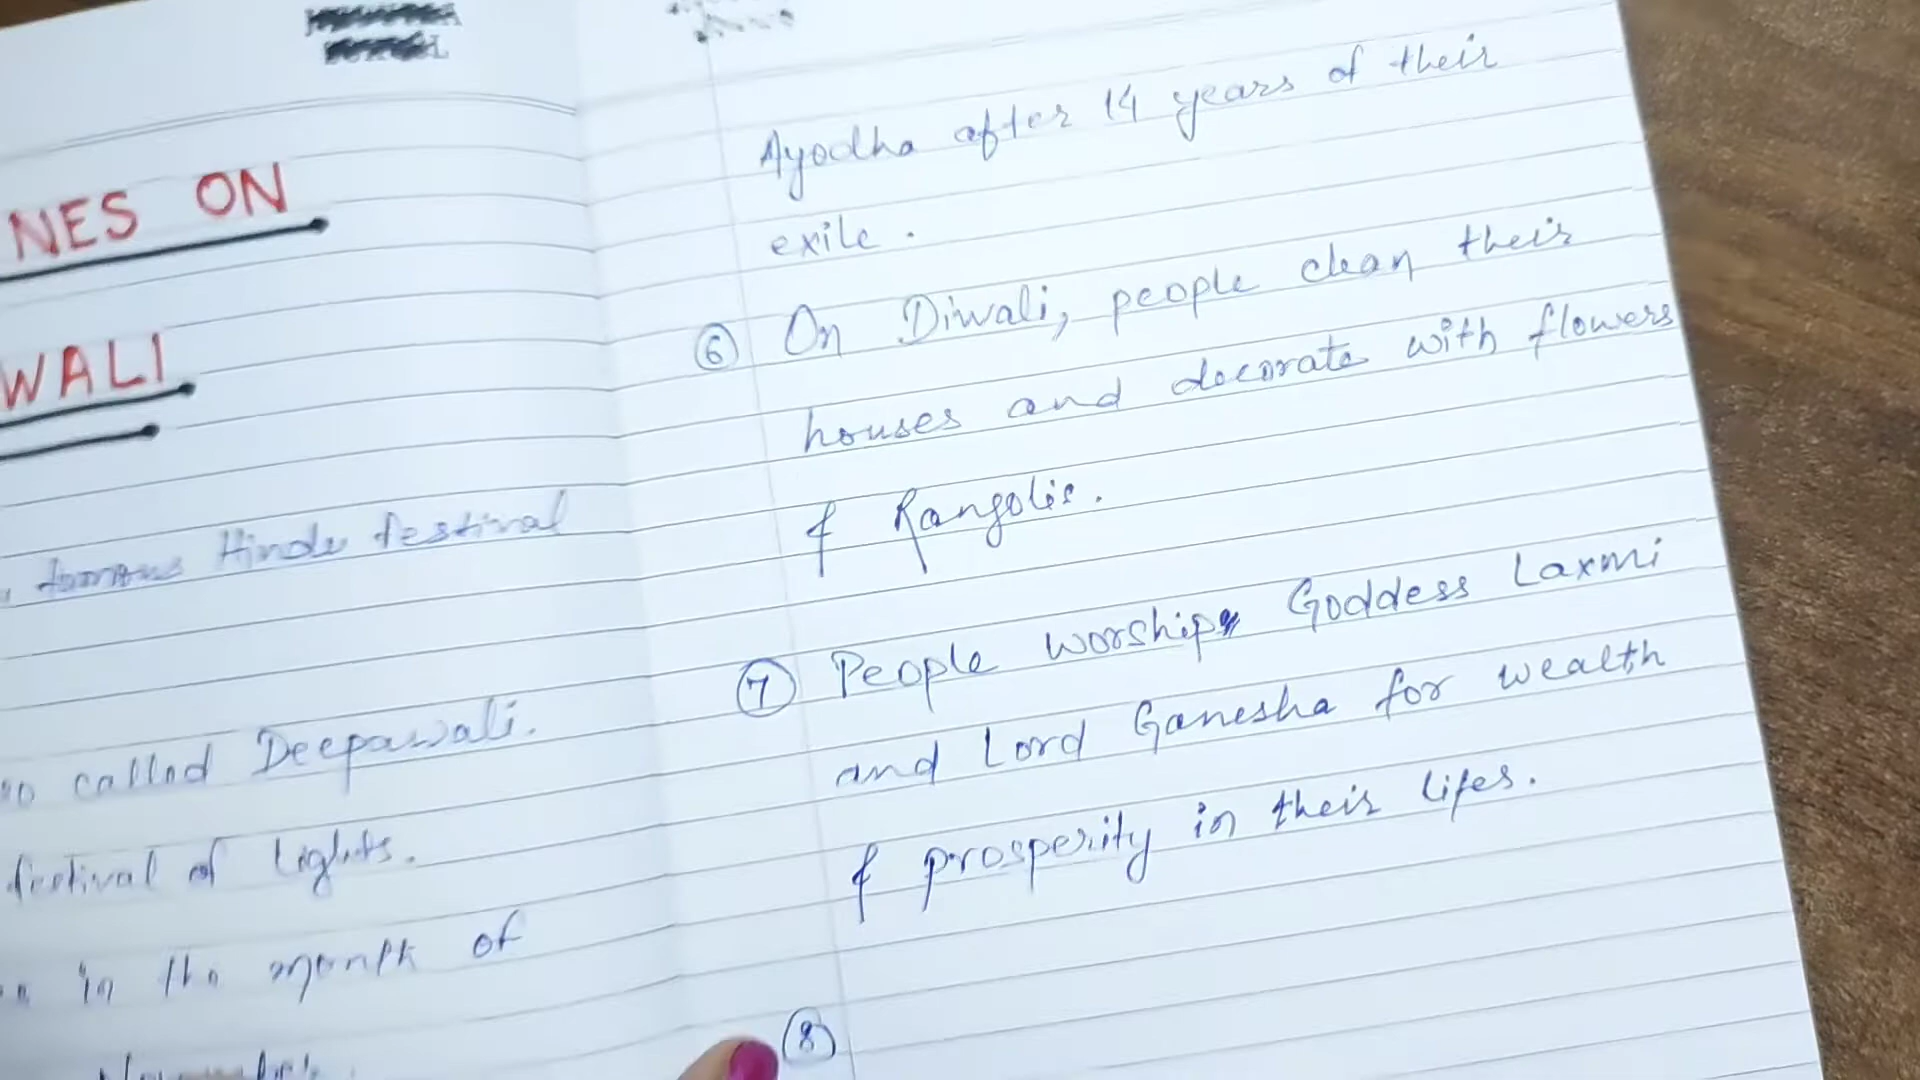 NES ON
WALI
famous Hindu festival
so called Deepawali.
festival of Lights.
in the month of
Ayodha after 14 years of their
exile.
6 On Diwali, people clean their
houses and decorate with flowers
& Rangolis.
7 People worship Goddess Laxmi
and Lord Ganesha for wealth
& prosperity in their lifes.
8